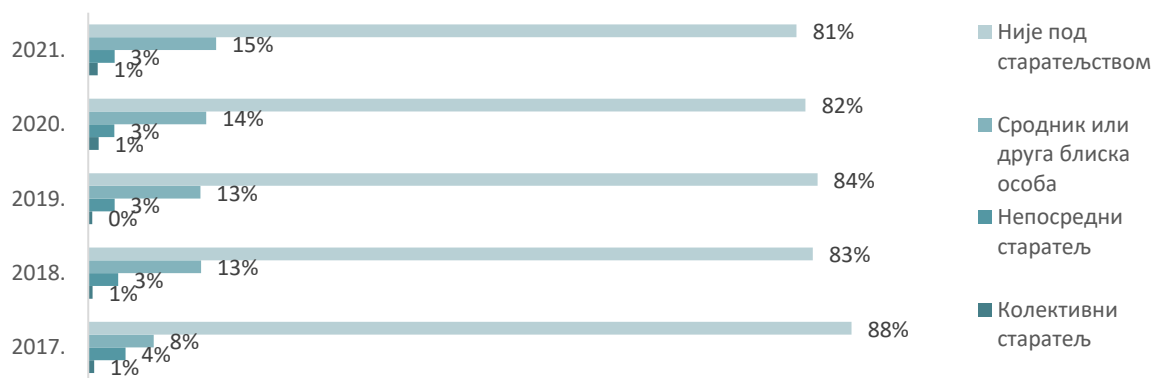 2021.
81%
15%
3%
1%
2020.
82%
14%
3%
1%
2019.
84%
13%
3%
0%
2018.
83%
13%
3%
1%
2017.
88%
8%
4%
1%
Није под
старатељством
Сродник или
друга блиска
особа
Непосредни
старатељ
Колективни
старатељ